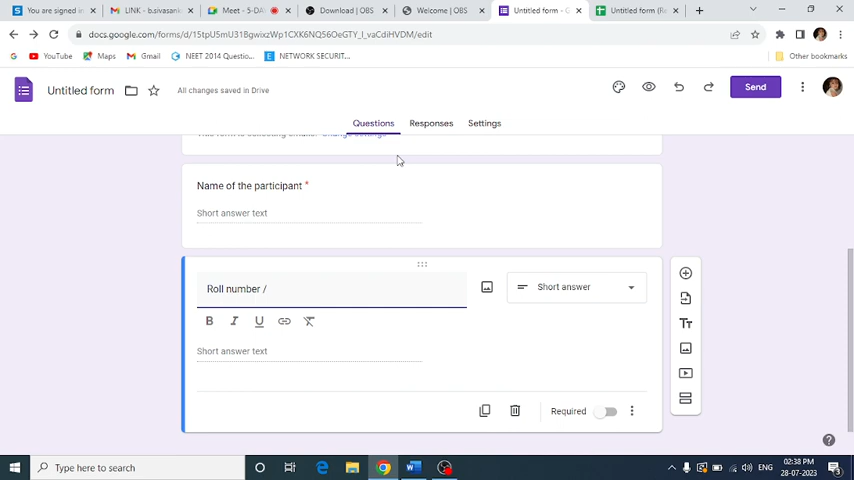 You are signed in
LINK - b.sivasank
Meet - 5-DAY
Download | OBS
Welcome | OBS
Untitled form - G
Untitled form (Re
docs.google.com/forms/d/15tpU5mU318gwixzWp1CXK6NQ56OeGTY_I_vaCdiHVDM/edit
YouTube
Maps
Gmail
NEET 2014 Questio...
NETWORK SECURIT...
Other bookmarks
Untitled form
All changes saved in Drive
Send
Questions
Responses
Settings
Name of the participant *
Short answer text
Roll number /
Short answer
B I U
Short answer text
Required
Type here to search
ENG
02:38 PM
28-07-2023
3